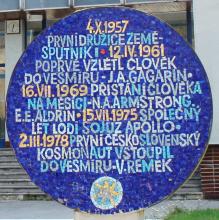 4.X.1957
PRVNÍ DRUŽICE ZEMĚ-
SPUTNIK I • 12.IV.1961
POPRVÉ VZLÉTL ČLOVĚK
DO VESMÍRU - J.A.GAGARIN•
16.VII.1969 PŘISTÁNÍ ČLOVĚKA
NA MĚSÍCI - N.A.ARMSTRONG,
E.E.ALDRIN • 15.VII.1975 SPOLEČNÝ
LET LODÍ SOJUZ APOLLO •
2.III.1978 PRVNÍ ČESKOSLOVENSKÝ
KOSMONAUT VSTOUPIL
DO VESMÍRU - V.REMEK